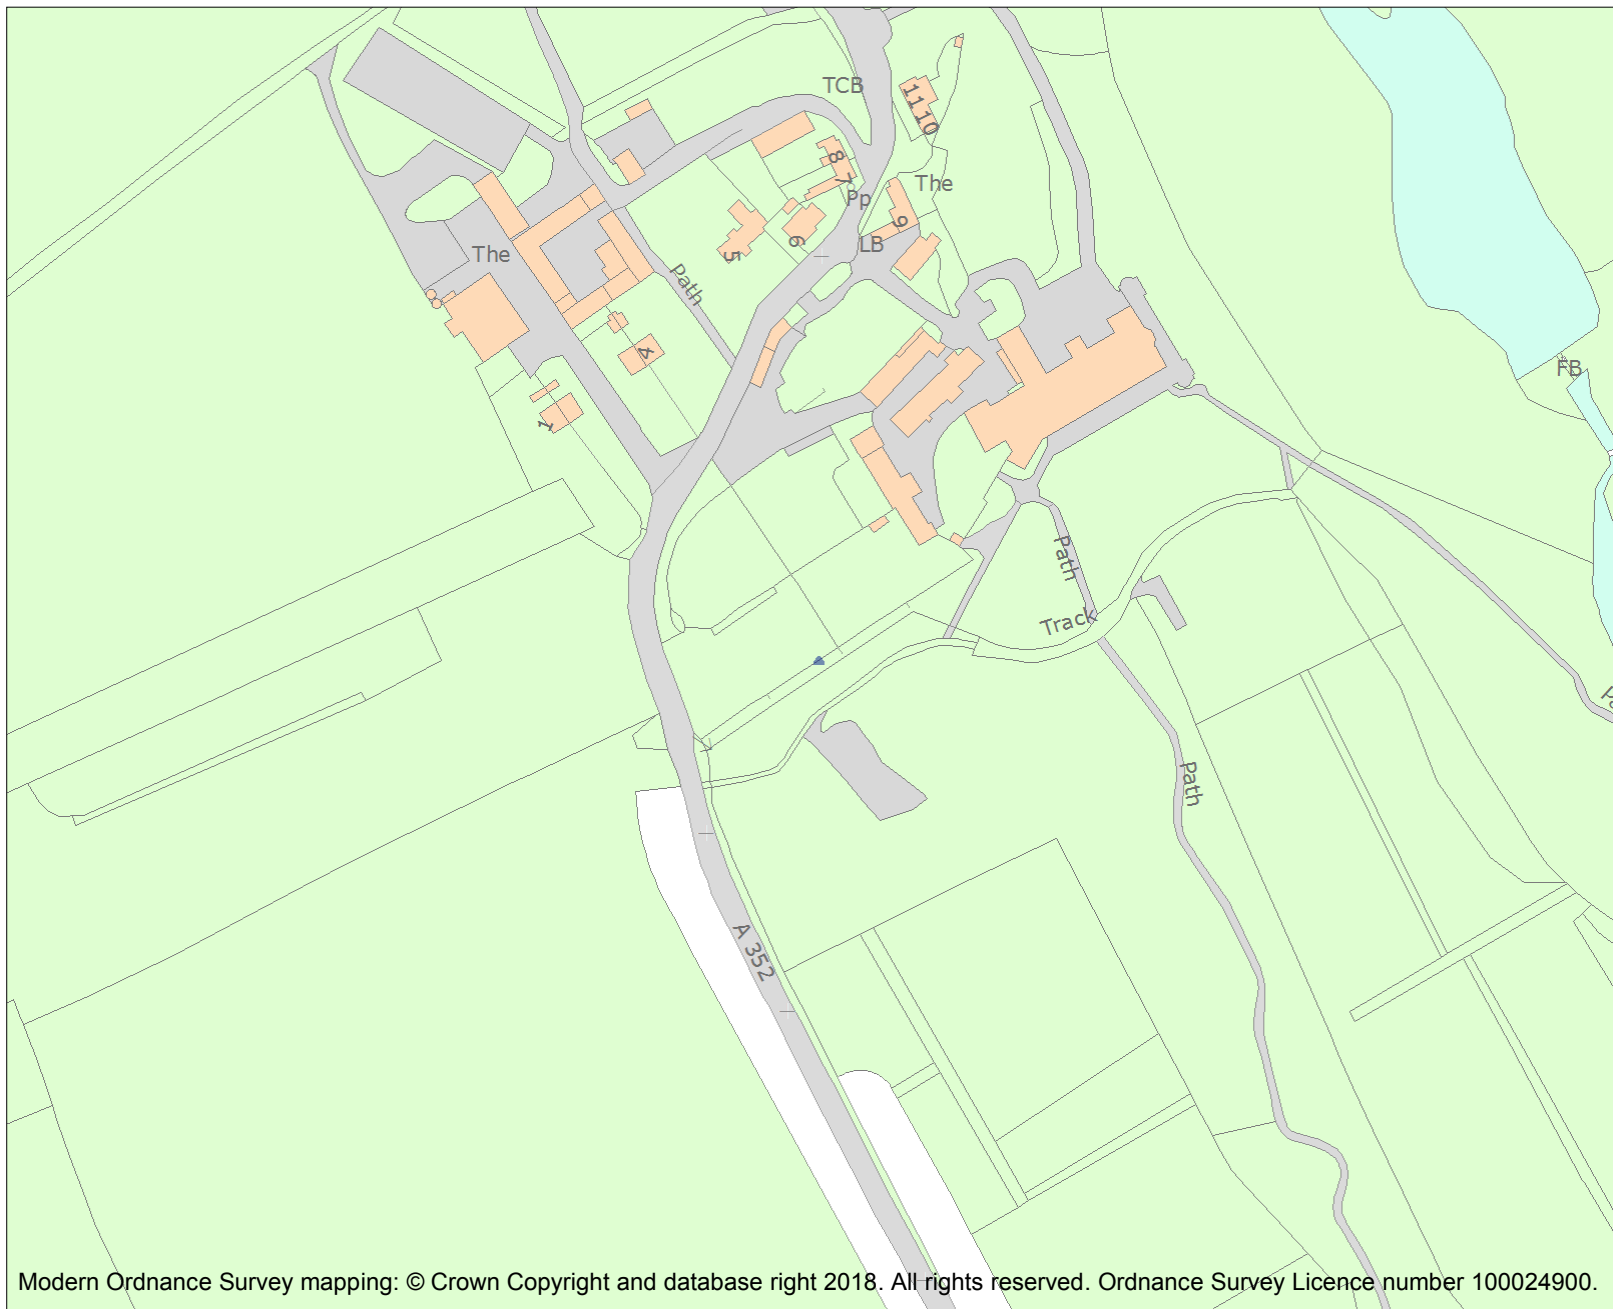 TCB
11
10
8
7
The
Pp
9
6
LB
5
The
Path
4
FB
1
Path
Track
Path
A 352
Modern Ordnance Survey mapping: © Crown Copyright and database right 2018. All rights reserved. Ordnance Survey Licence number 100024900.